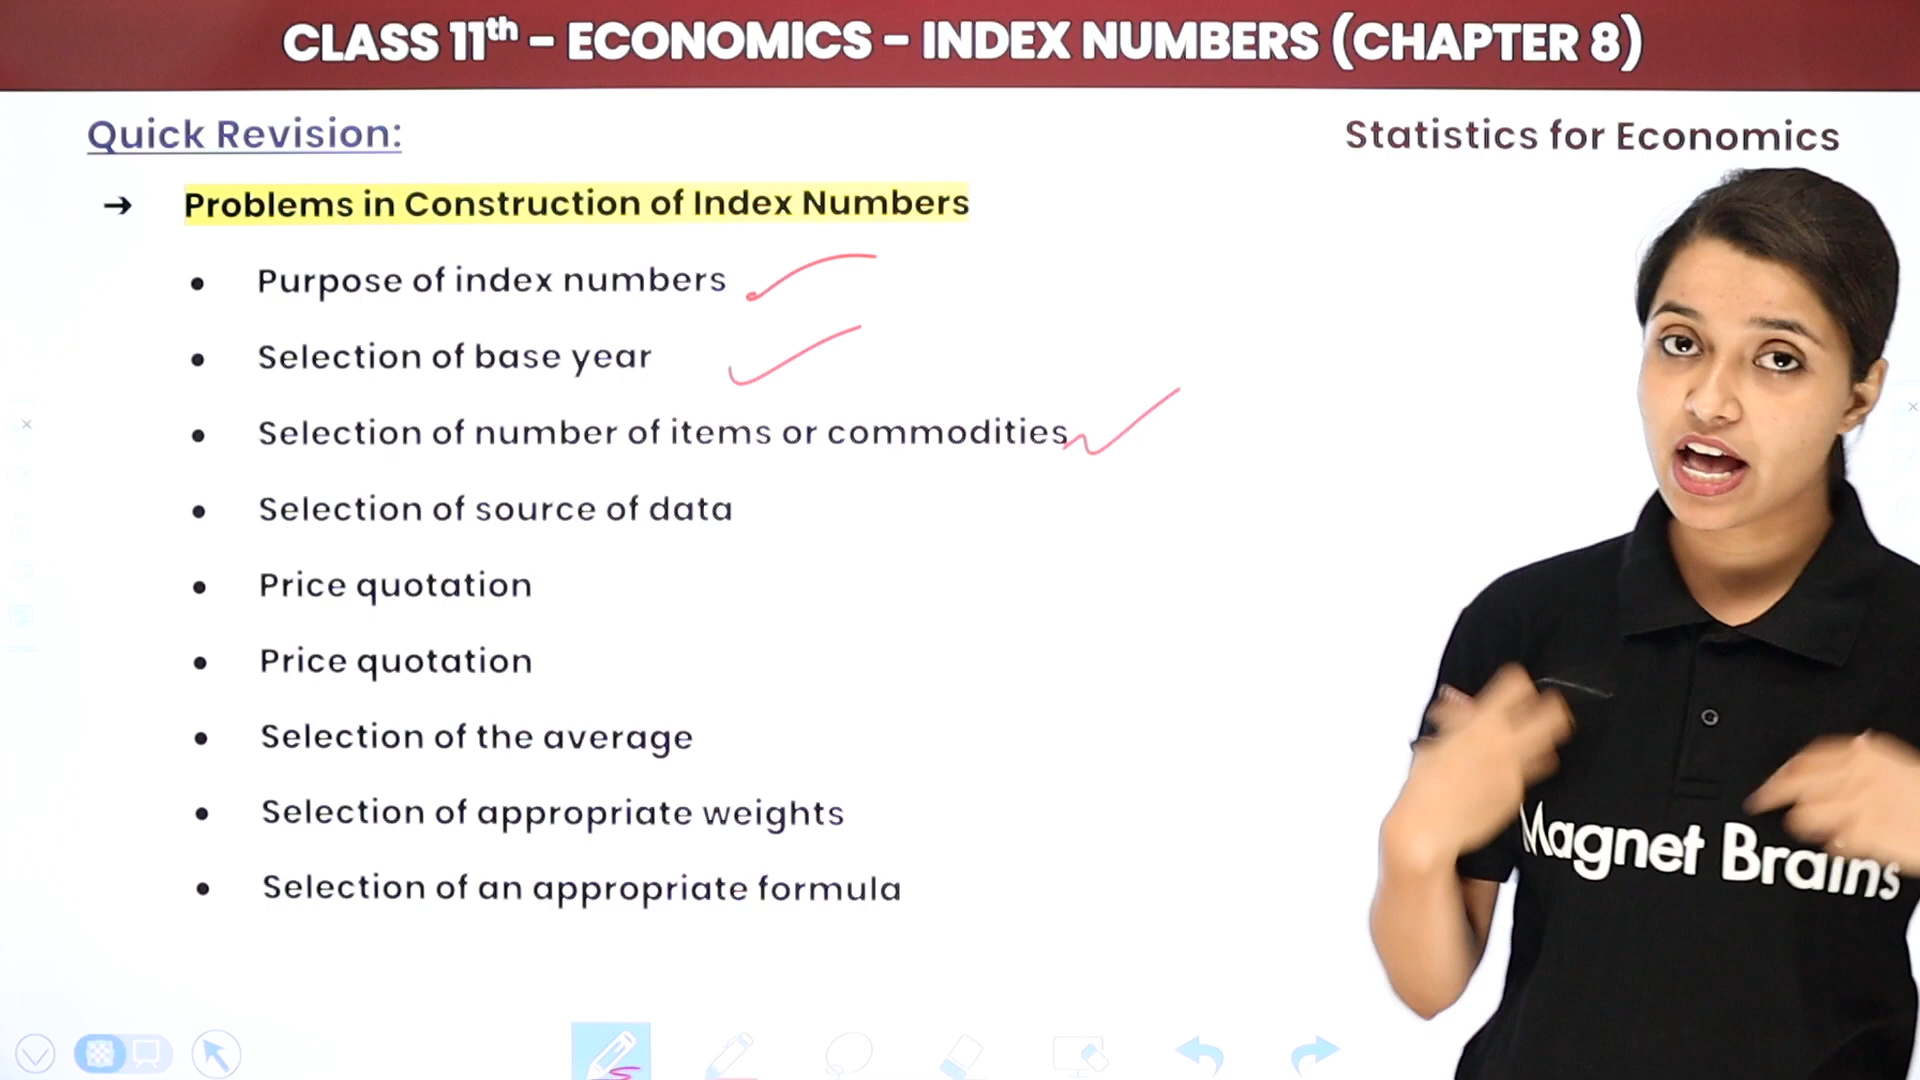 CLASS 11th - ECONOMICS - INDEX NUMBERS (CHAPTER 8)
Quick Revision:
Statistics for Economics
→ Problems in Construction of Index Numbers
• Purpose of index numbers
• Selection of base year
• Selection of number of items or commodities
• Selection of source of data
• Price quotation
• Price quotation
• Selection of the average
• Selection of appropriate weights
• Selection of an appropriate formula
Magnet Brains